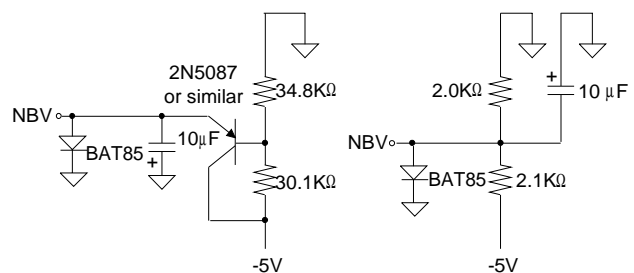 2N5087
or similar
34.8KΩ
NBV
BAT85
10μF
+
30.1KΩ
-5V
2.0KΩ
+
10 μF
NBV
BAT85
2.1KΩ
-5V